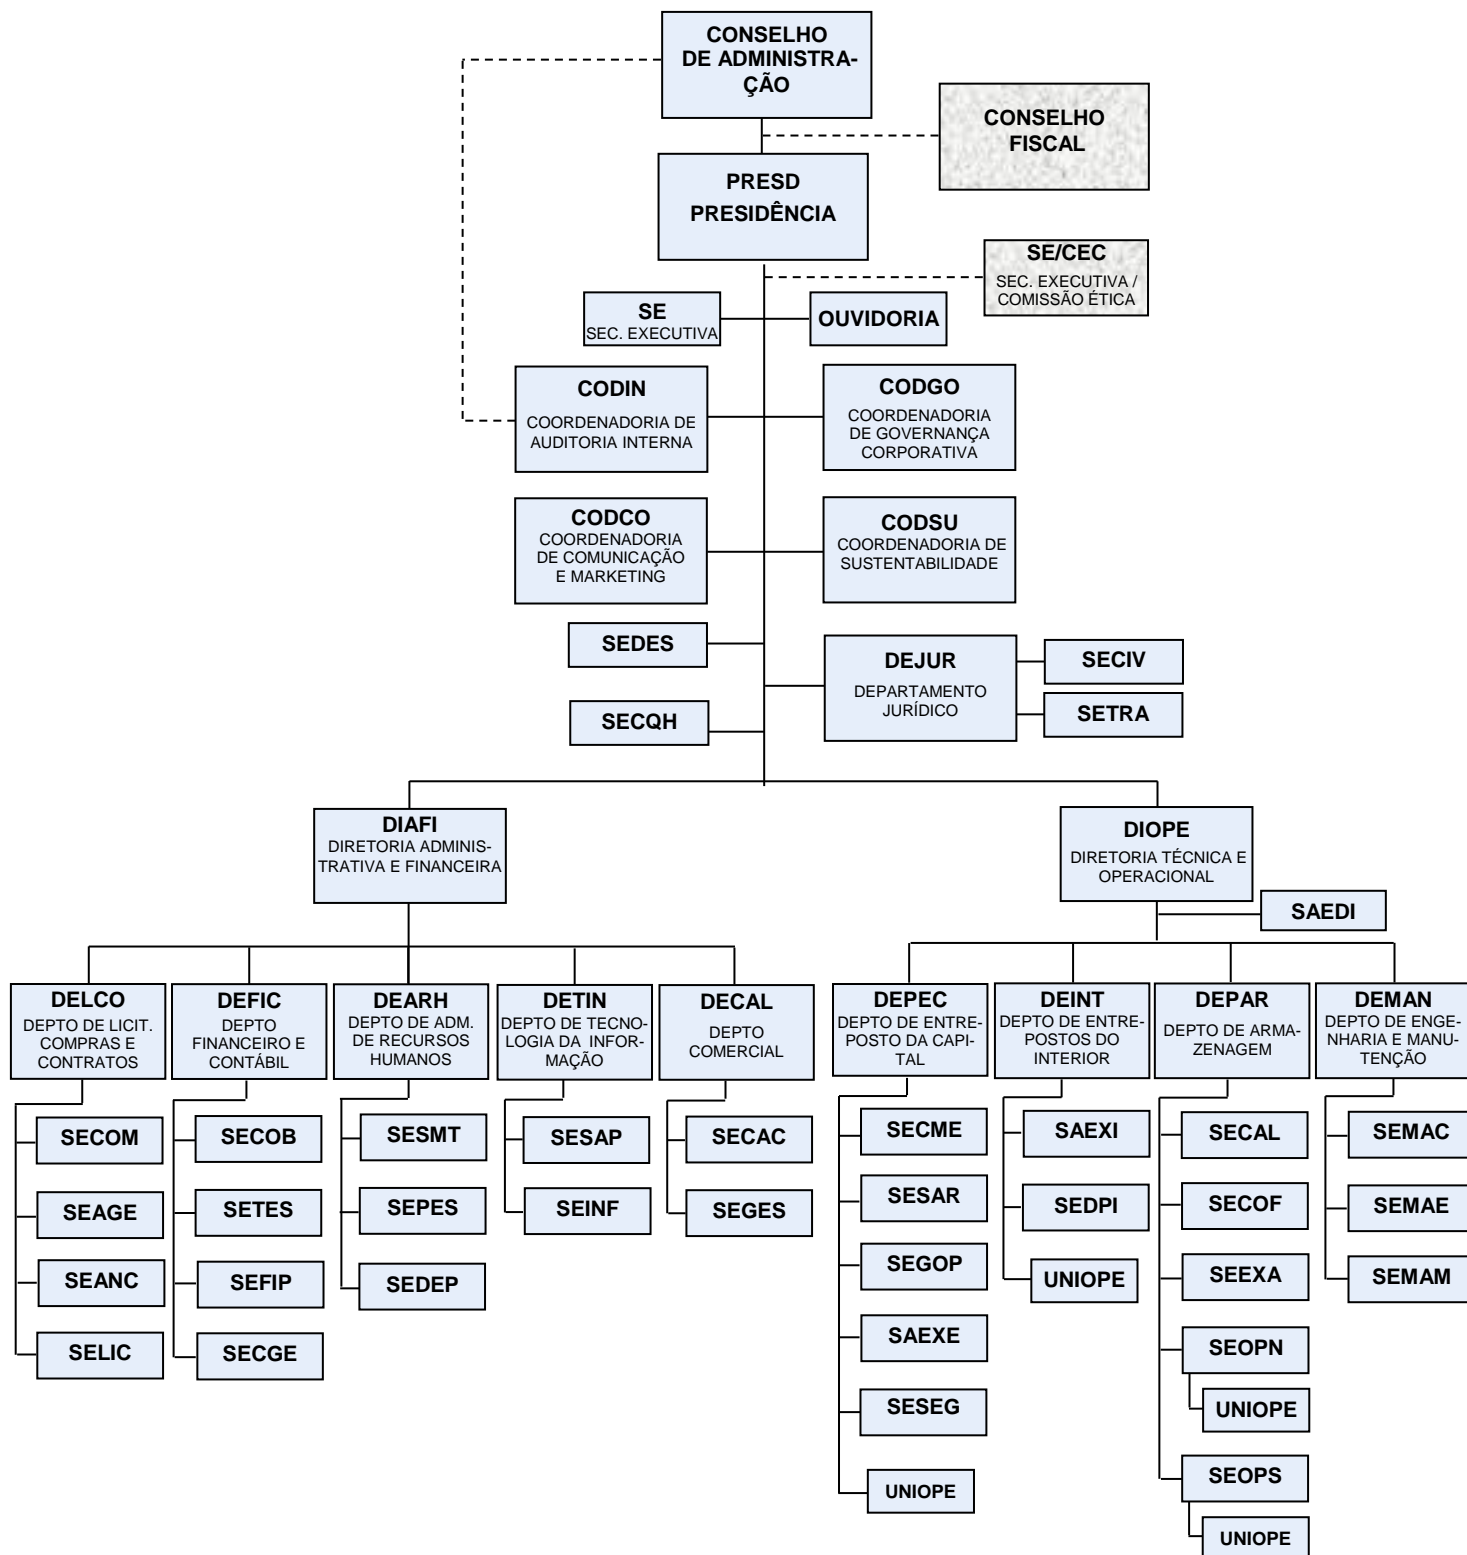 CONSELHO
DE ADMINISTRA-
ÇÃO
CONSELHO
FISCAL
PRESD
PRESIDÊNCIA
SE/CEC
SEC. EXECUTIVA /
COMISSÃO ÉTICA
SE
SEC. EXECUTIVA
OUVIDORIA
CODIN
COORDENADORIA DE
AUDITORIA INTERNA
CODGO
COORDENADORIA
DE GOVERNANÇA
CORPORATIVA
CODCO
COORDENADORIA
DE COMUNICAÇÃO
E MARKETING
CODSU
COORDENADORIA DE
SUSTENTABILIDADE
SEDES
DEJUR
DEPARTAMENTO
JURÍDICO
SECIV
SETRA
SECQH
DIAFI
DIRETORIA ADMINIS-
TRATIVA E FINANCEIRA
DIOPE
DIRETORIA TÉCNICA E
OPERACIONAL
SAEDI
DELCO
DEPTO DE LICIT.
COMPRAS E
CONTRATOS
DEFIC
DEPTO
FINANCEIRO E
CONTÁBIL
DEARH
DEPTO DE ADM.
DE RECURSOS
HUMANOS
DETIN
DEPTO DE TECNO-
LOGIA DA INFOR-
MAÇÃO
DECAL
DEPTO
COMERCIAL
DEPEC
DEPTO DE ENTRE-
POSTO DA CAPI-
TAL
DEINT
DEPTO DE ENTRE-
POSTOS DO
INTERIOR
DEPAR
DEPTO DE ARMA-
ZENAGEM
DEMAN
DEPTO DE ENGE-
NHARIA E MANU-
TENÇÃO
SECOM
SEAGE
SEANC
SELIC
SECOB
SETES
SEFIP
SECGE
SESMT
SEPES
SEDEP
SESAP
SEINF
SECAC
SEGES
SECME
SESAR
SEGOP
SAEXE
SESEG
UNIOPE
SAEXI
SEDPI
UNIOPE
SECAL
SECOF
SEEXA
SEOPN
UNIOPE
SEOPS
UNIOPE
SEMAC
SEMAE
SEMAM